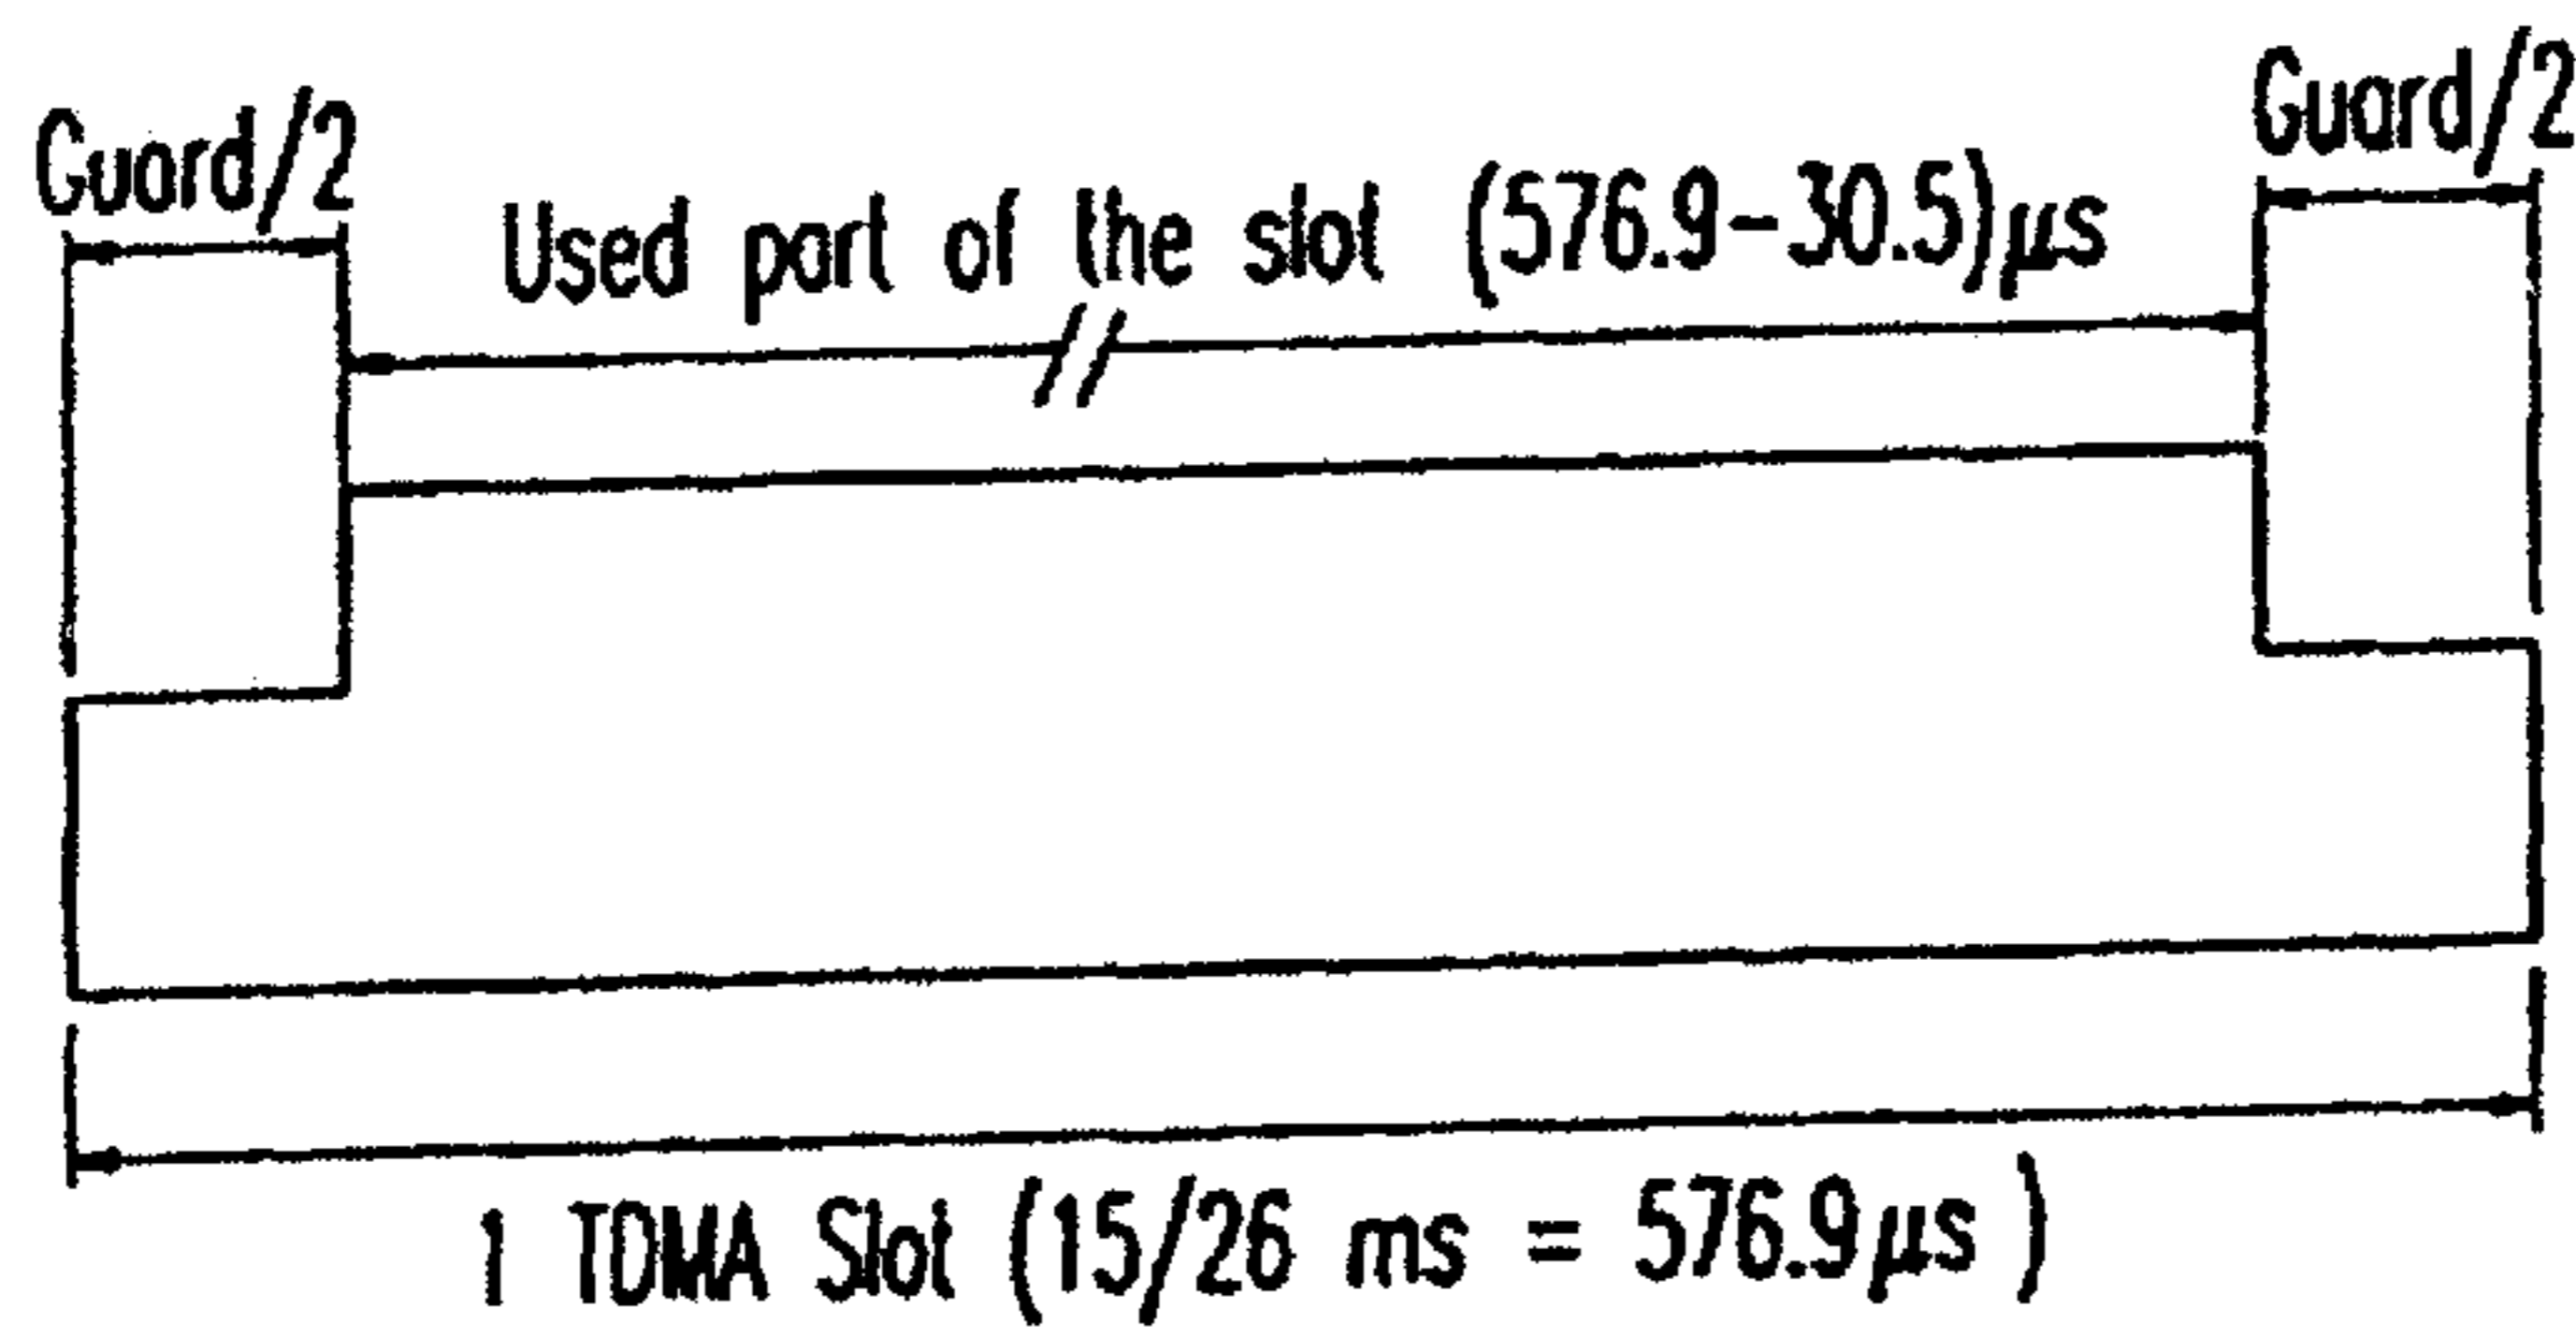 Guard/2
Guard/2
Used part of the slot (576.9-30.5)µs
1 TDMA Slot (15/26 ms = 576.9µs )